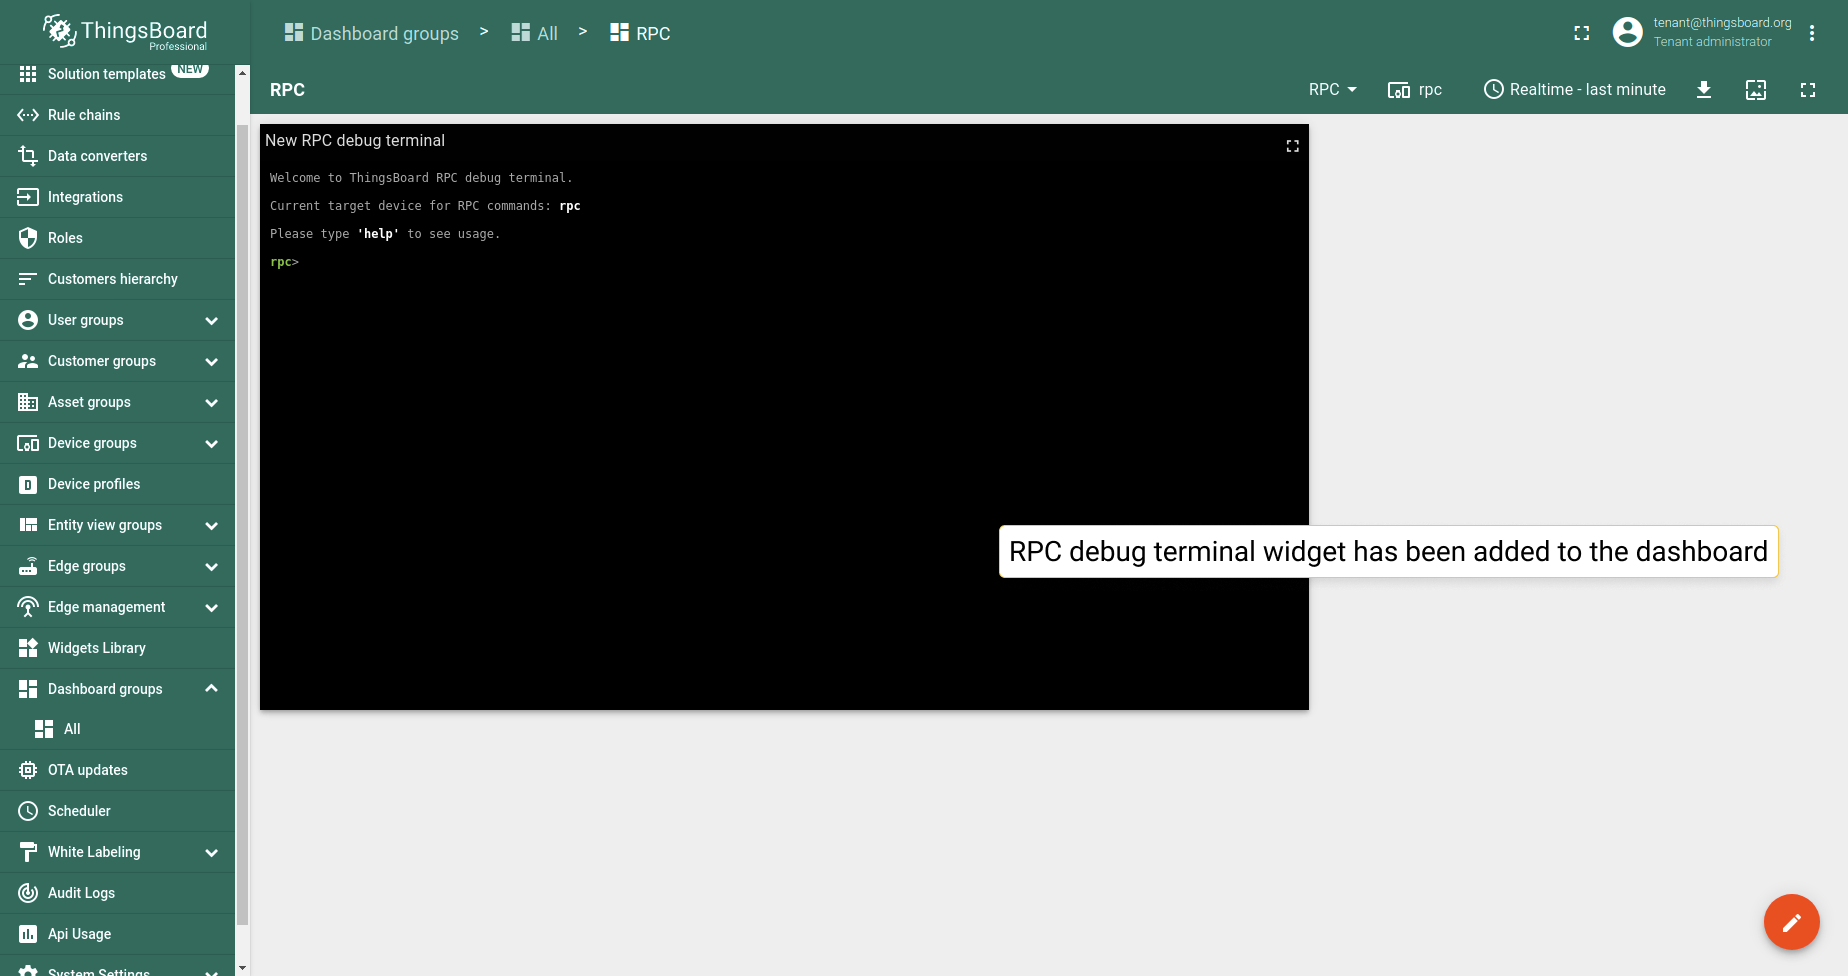 ThingsBoard
Professional
Dashboard groups > All > RPC
tenant@thingsboard.org
Tenant administrator
RPC
RPC
rpc
Realtime - last minute
Solution templates NEW
Rule chains
Data converters
Integrations
Roles
Customers hierarchy
User groups
Customer groups
Asset groups
Device groups
Device profiles
Entity view groups
Edge groups
Edge management
Widgets Library
Dashboard groups
All
OTA updates
Scheduler
White Labeling
Audit Logs
Api Usage
System Settings
New RPC debug terminal
Welcome to ThingsBoard RPC debug terminal.
Current target device for RPC commands: rpc
Please type 'help' to see usage.
rpc>
RPC debug terminal widget has been added to the dashboard